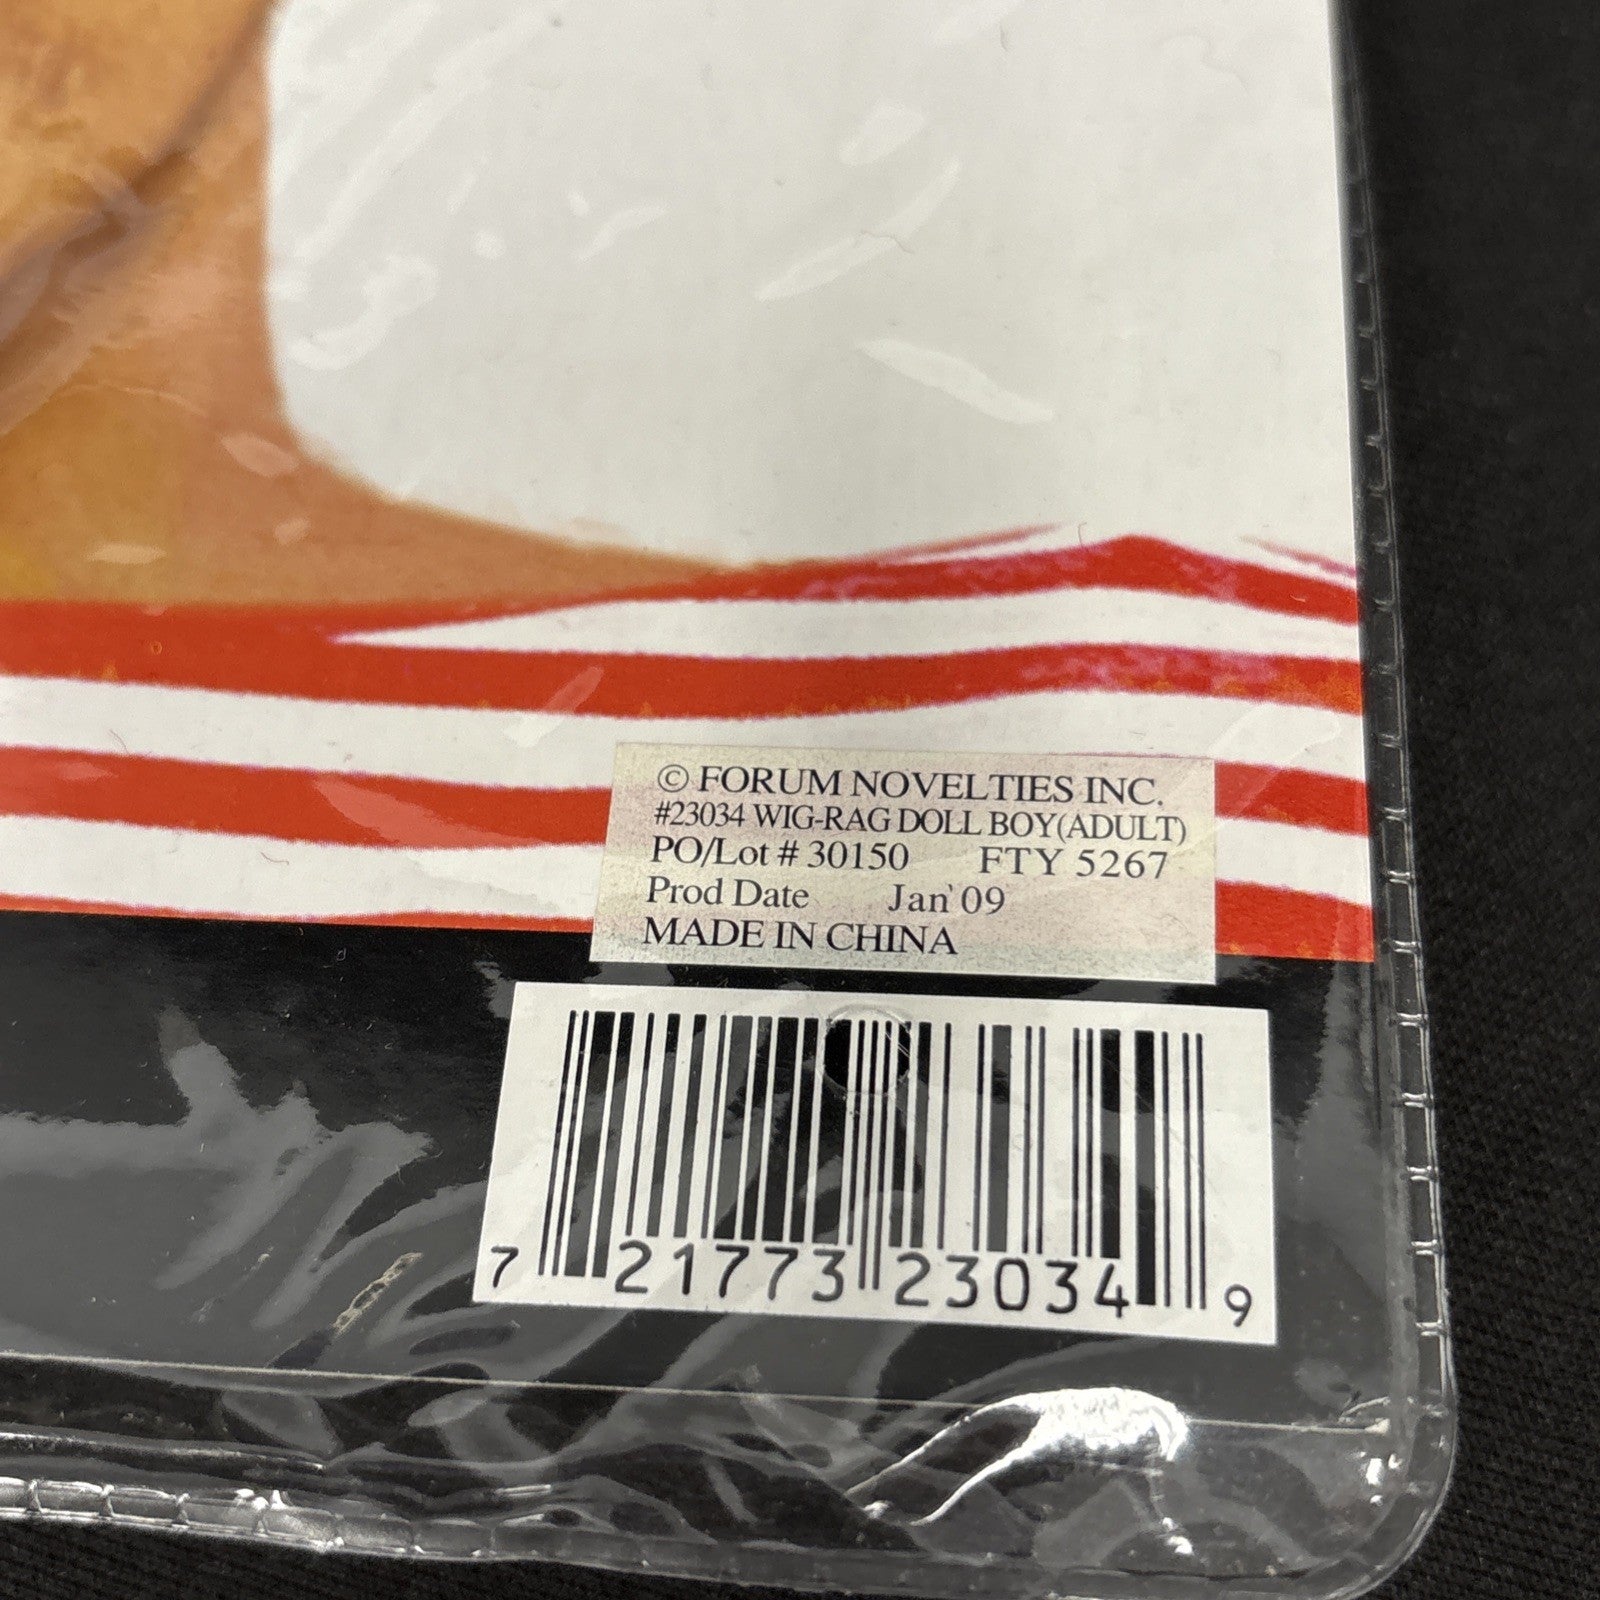 © FORUM NOVELTIES INC.
#23034 WIG-RAG DOLL BOY(ADULT)
PO/Lot # 30150 FTY 5267
Prod Date Jan'09
MADE IN CHINA
7 21773 23034 9